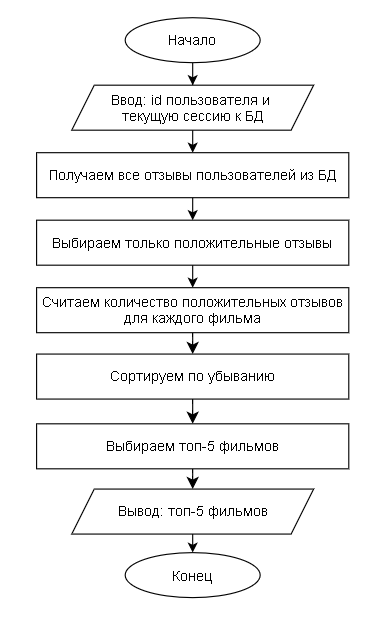 Начало
Ввод: id пользователя и
текущую сессию к БД
Получаем все отзывы пользователей из БД
Выбираем только положительные отзывы
Считаем количество положительных отзывов
для каждого фильма
Сортируем по убыванию
Выбираем топ-5 фильмов
Вывод: топ-5 фильмов
Конец